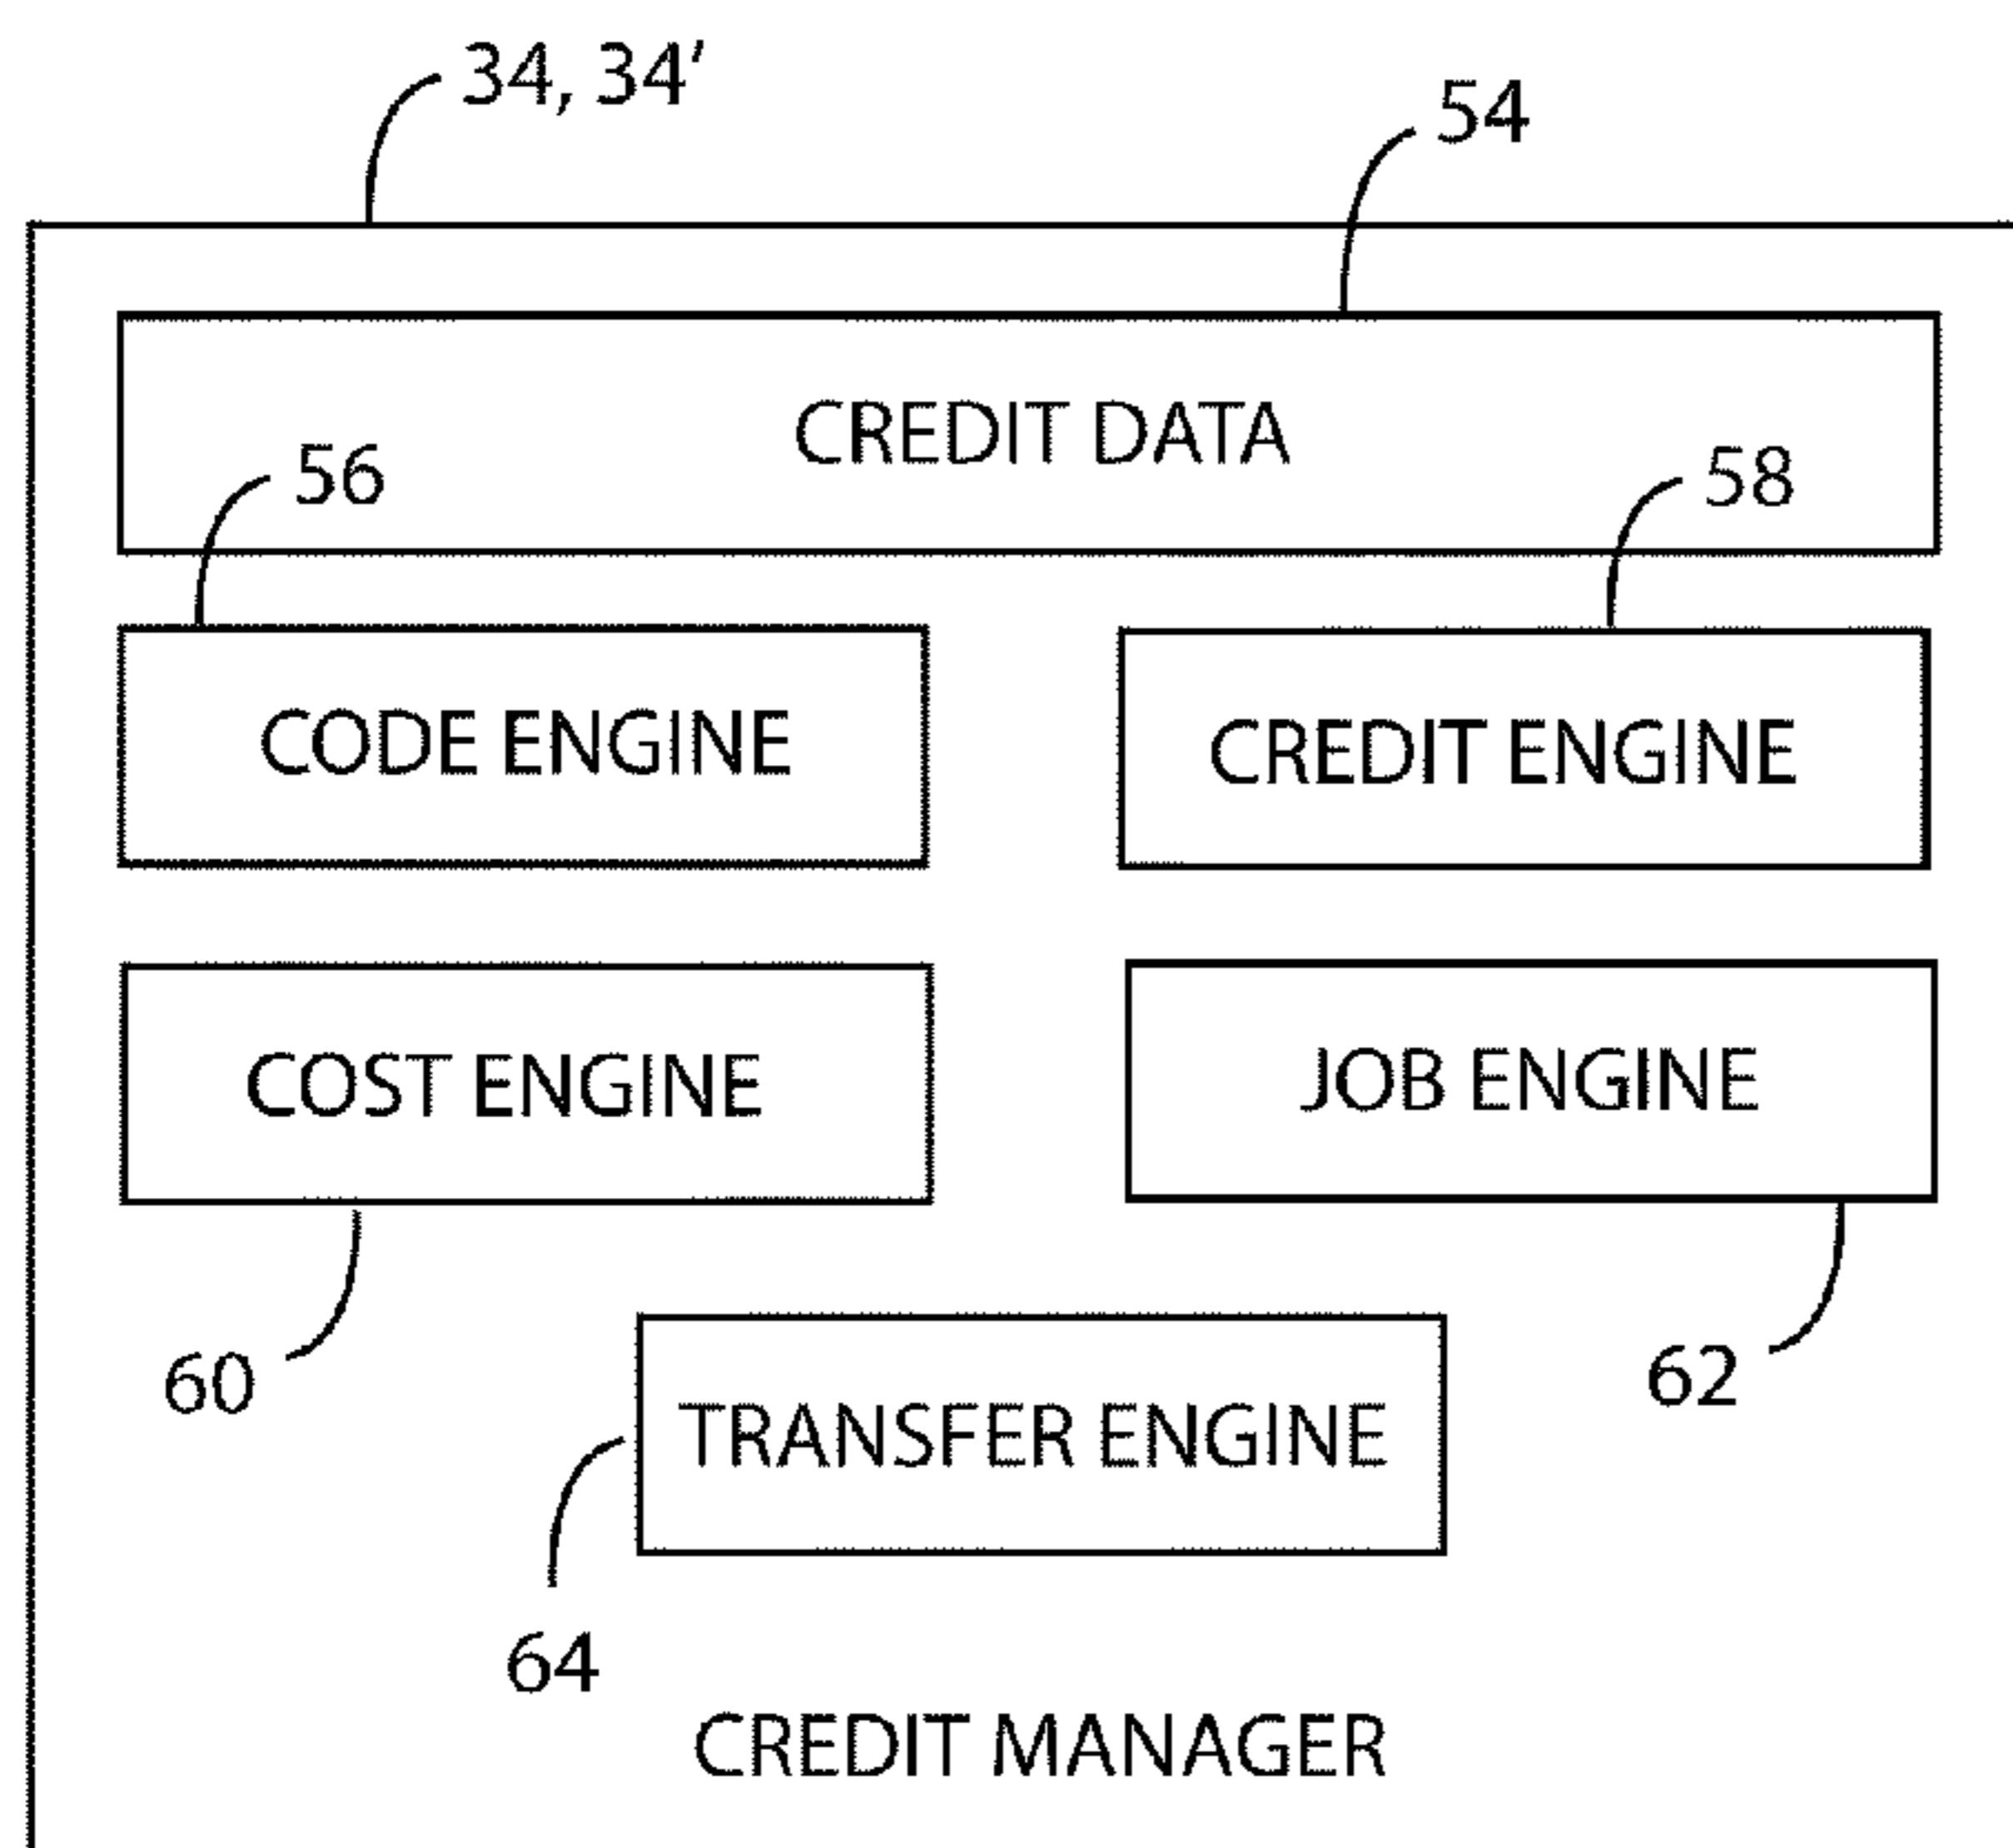 34, 34'
54
CREDIT DATA
56
58
CODE ENGINE
CREDIT ENGINE
COST ENGINE
JOB ENGINE
60
62
TRANSFER ENGINE
64
CREDIT MANAGER